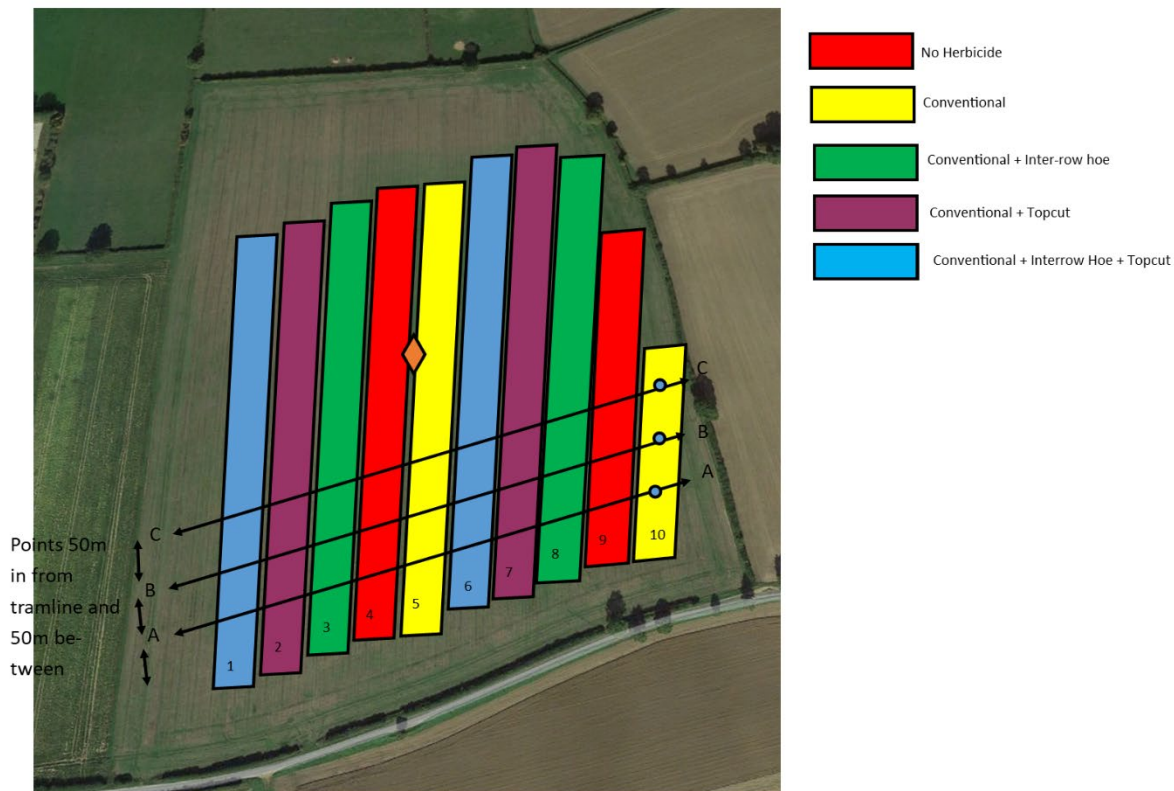 No Herbicide
Conventional
Conventional + Inter-row hoe
Conventional + Topcut
Conventional + Interrow Hoe + Topcut
C
B
A
C
B
A
Points 50m
in from
tramline and
50m be-
tween
1
2
3
4
5
6
7
8
9
10